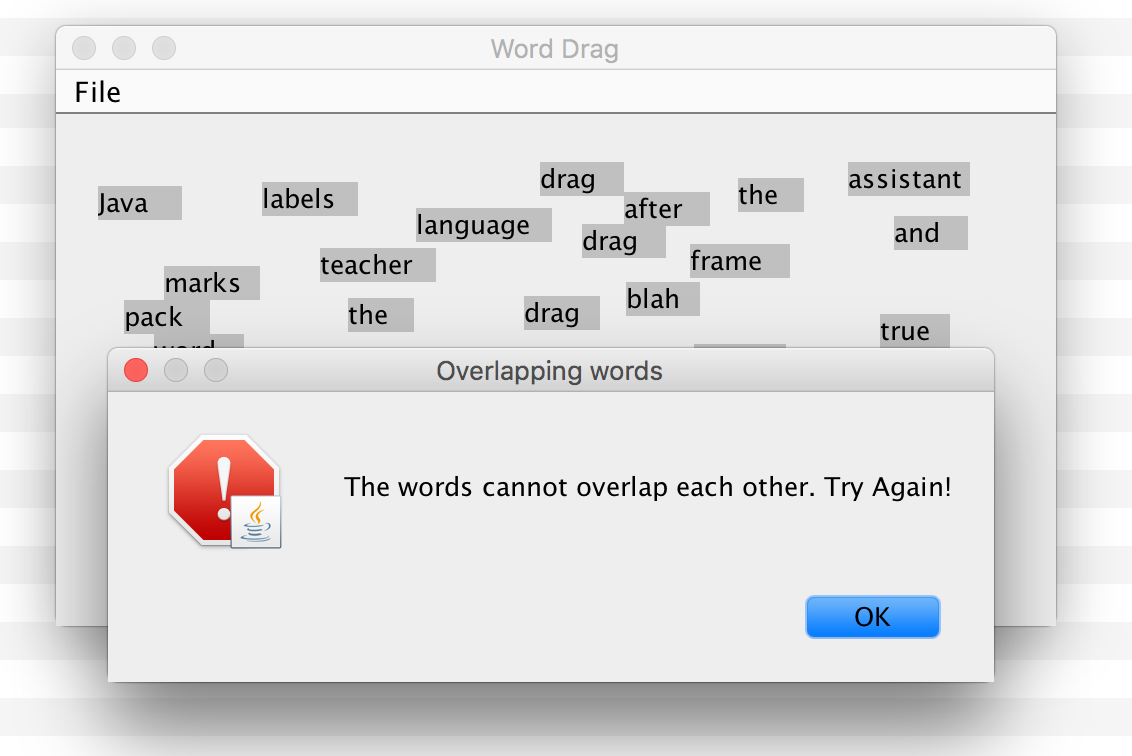 Word Drag
File
drag
assistant
Java
labels
the
after
language
drag
and
teacher
frame
marks
blah
pack
the
drag
true
word
Overlapping words
The words cannot overlap each other. Try Again!
OK